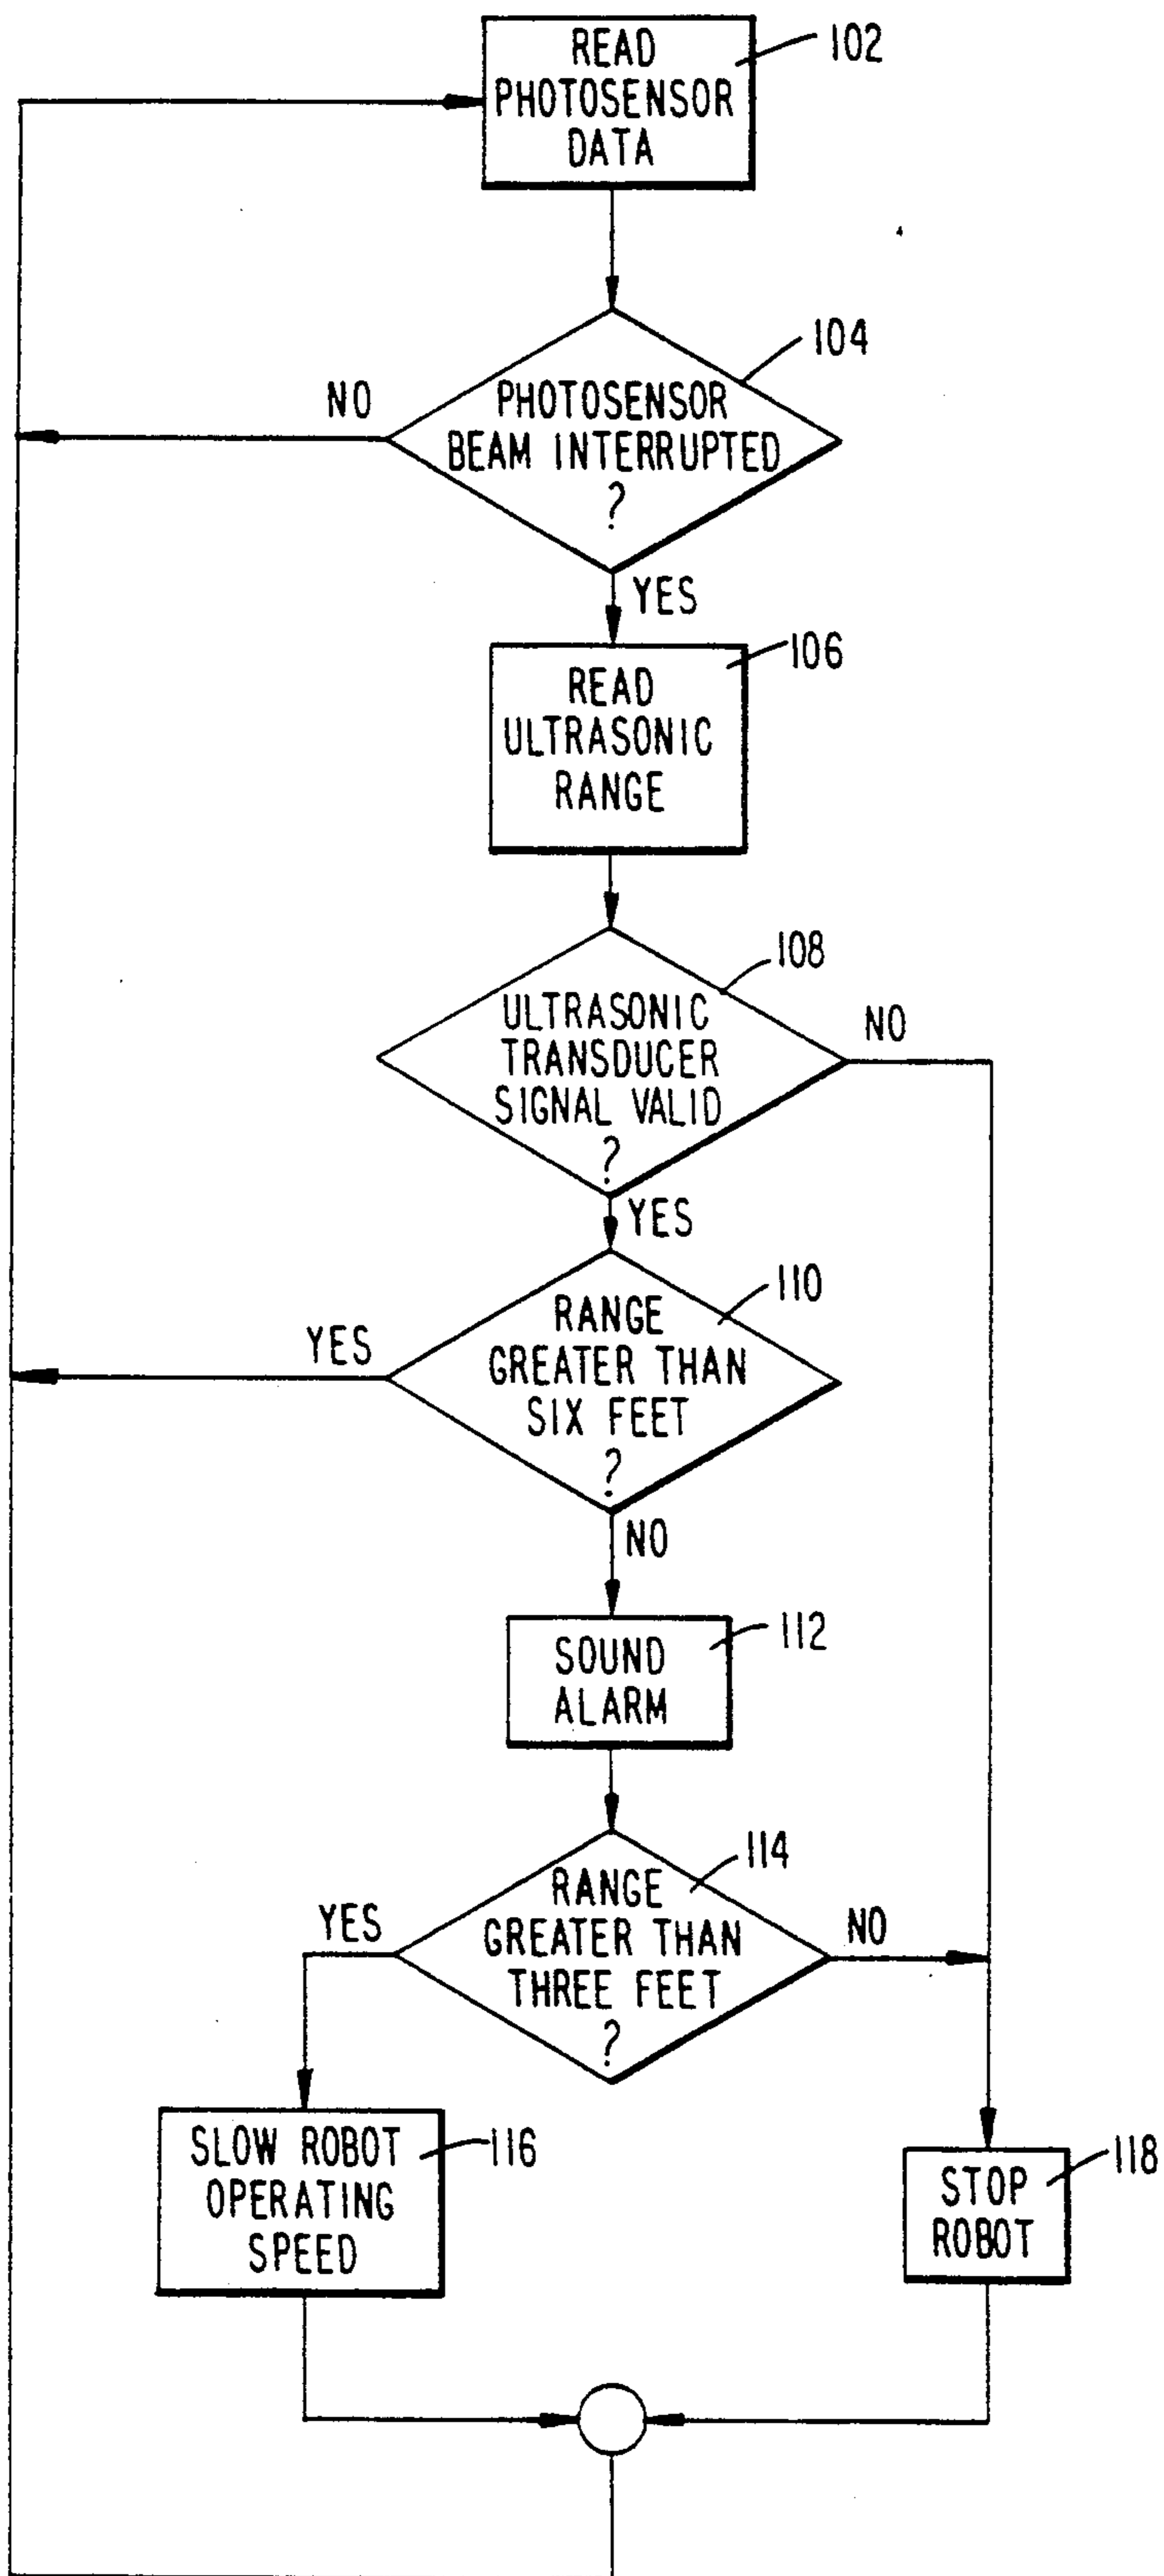 READ
PHOTOSENSOR
DATA
102
104
NO
PHOTOSENSOR
BEAM INTERRUPTED
?
YES
READ
ULTRASONIC
RANGE
106
108
ULTRASONIC
TRANSDUCER
SIGNAL VALID
?
NO
YES
110
RANGE
GREATER THAN
SIX FEET
?
YES
NO
SOUND
ALARM
112
114
RANGE
GREATER THAN
THREE FEET
?
YES
NO
SLOW ROBOT
OPERATING
SPEED
116
STOP
ROBOT
118